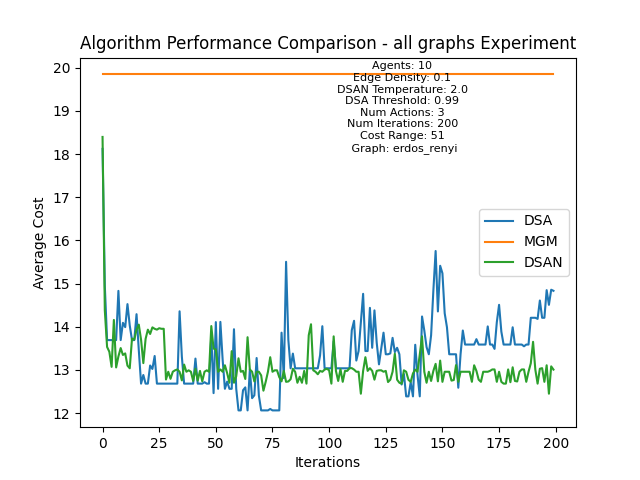 Algorithm Performance Comparison - all graphs Experiment
Agents: 10
Edge Density: 0.1
DSAN Temperature: 2.0
DSA Threshold: 0.99
Num Actions: 3
Num Iterations: 200
Cost Range: 51
Graph: erdos_renyi
DSA
MGM
DSAN
Average Cost
20
19
18
17
16
15
14
13
12
0 25 50 75 100 125 150 175 200
Iterations